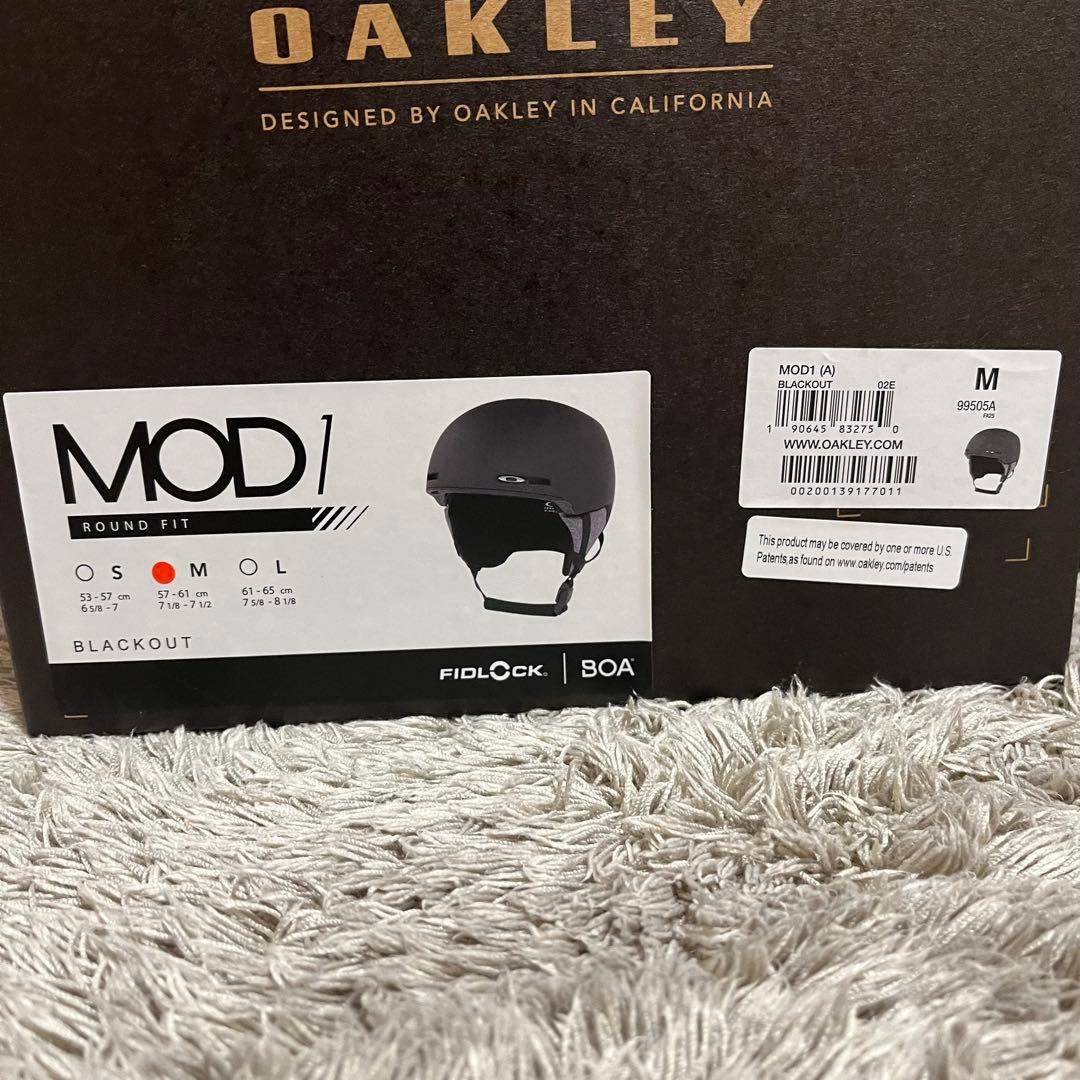 OAKLEY
DESIGNED BY OAKLEY IN CALIFORNIA
MOD1
ROUND FIT
S M L
53 - 57 cm 57 - 61 cm 61 - 65 cm
6 5/8 - 7 7 1/8 - 7 1/2 7 5/8 - 8 1/8
BLACKOUT
FIDLOCK® | BOA®
MOD1 (A)
BLACKOUT 02E
M
99505A
FA25
1 90645 83275 0
WWW.OAKLEY.COM
00200139177011
This product may be covered by one or more U.S.
Patents,as found on www.oakley.com/patents